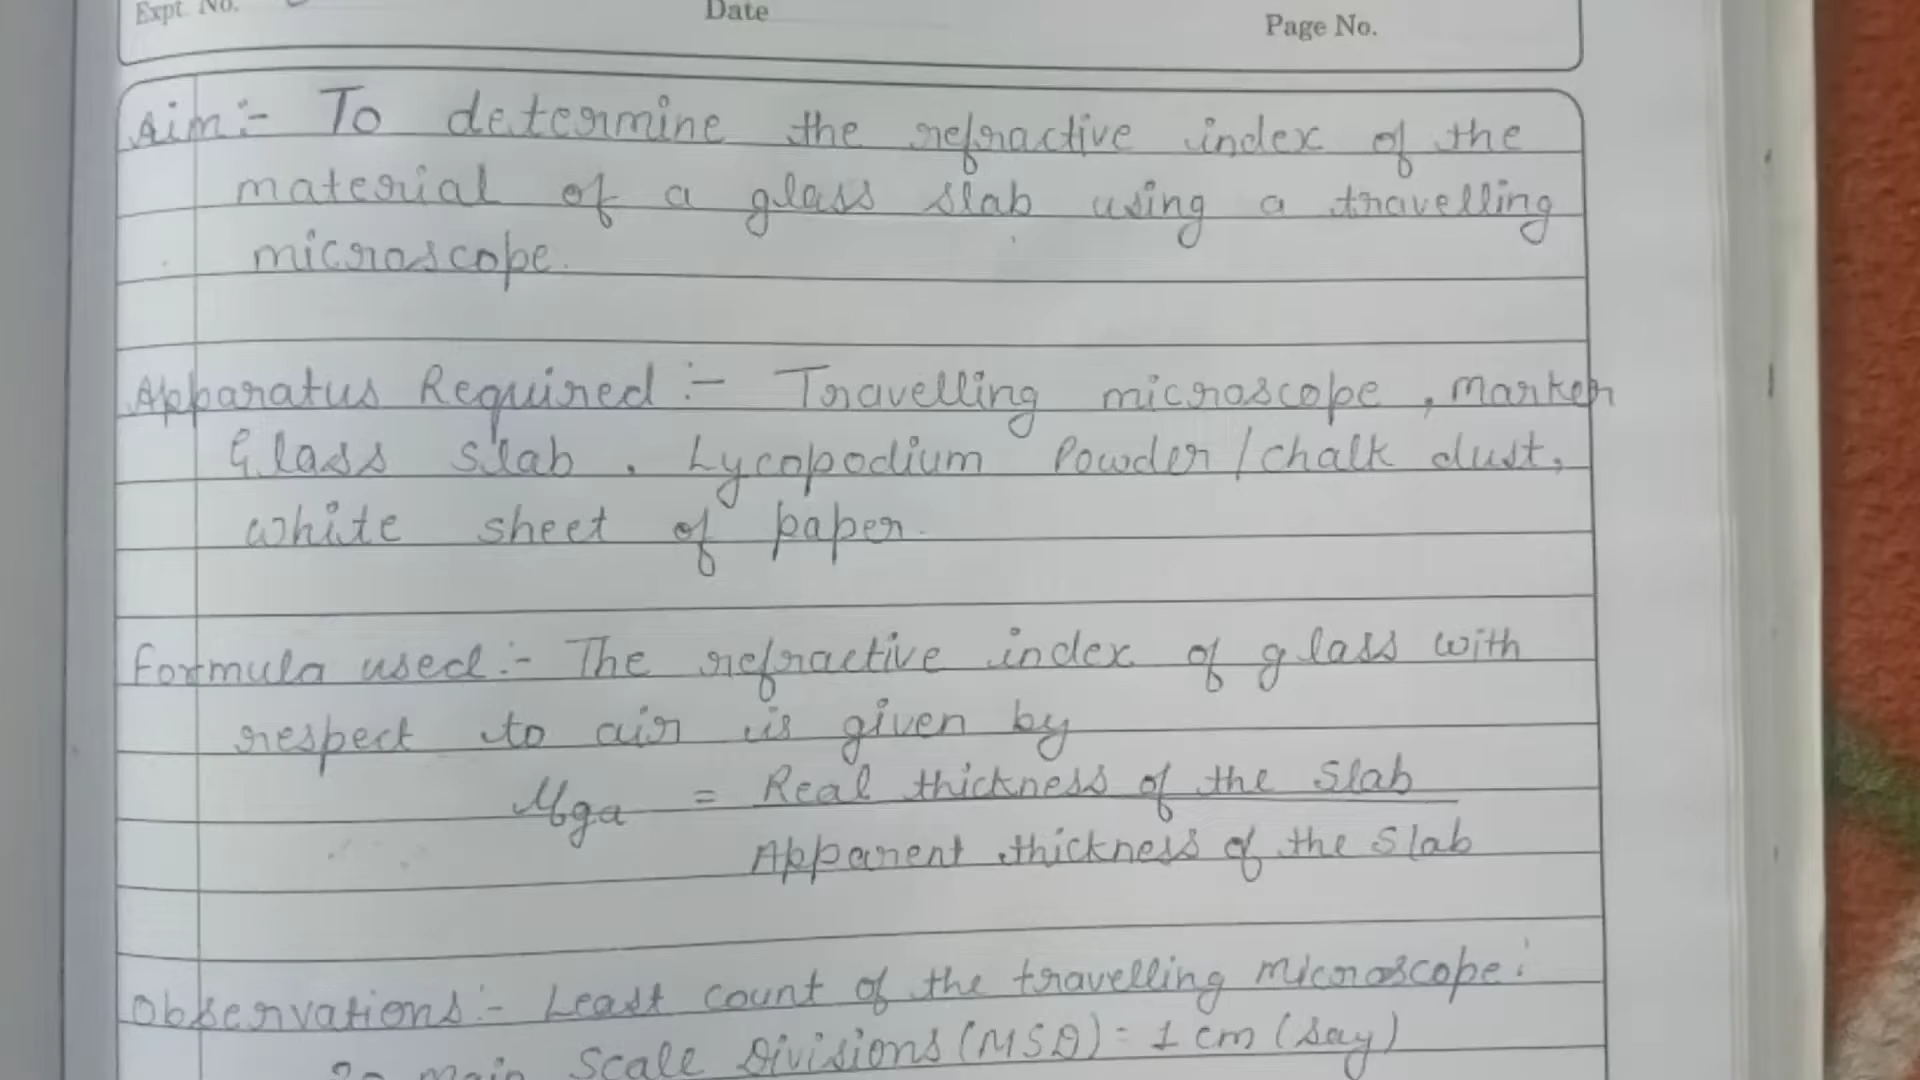 Expt. No.
Date
Page No.
Aim:- To determine the refractive index of the
material of a glass slab using a travelling
microscope.
Apparatus Required :- Travelling microscope, marker
Glass slab, Lycopodium Powder/chalk dust,
white sheet of paper.
Formula used:- The refractive index of glass with
respect to air is given by
μga = Real thickness of the slab
Apparent thickness of the slab
Observations:- Least count of the travelling microscope:
20 main Scale Divisions (MSD) = 1 cm (say)